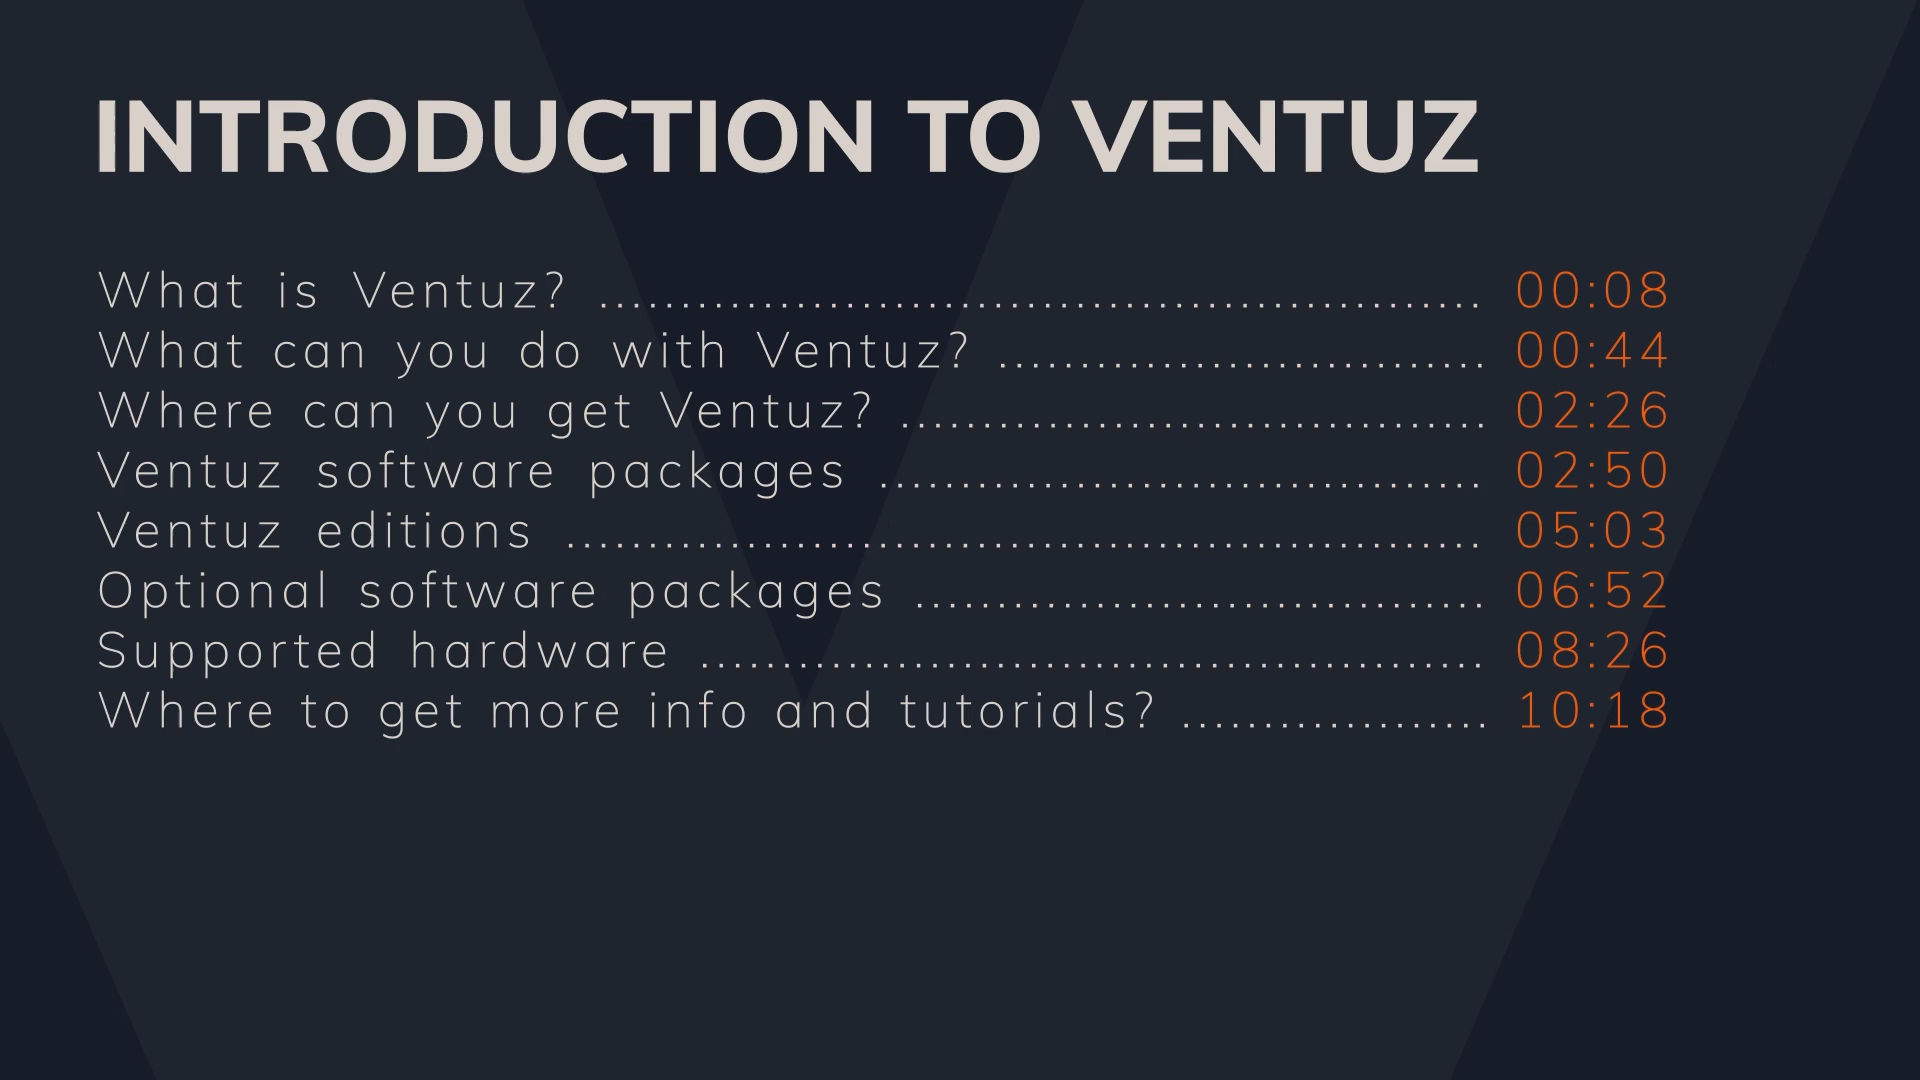 INTRODUCTION TO VENTUZ
What is Ventuz? ...................................................... 00:08
What can you do with Ventuz? .............................. 00:44
Where can you get Ventuz? .................................... 02:26
Ventuz software packages ..................................... 02:50
Ventuz editions ........................................................ 05:03
Optional software packages ................................... 06:52
Supported hardware ................................................ 08:26
Where to get more info and tutorials? ................... 10:18